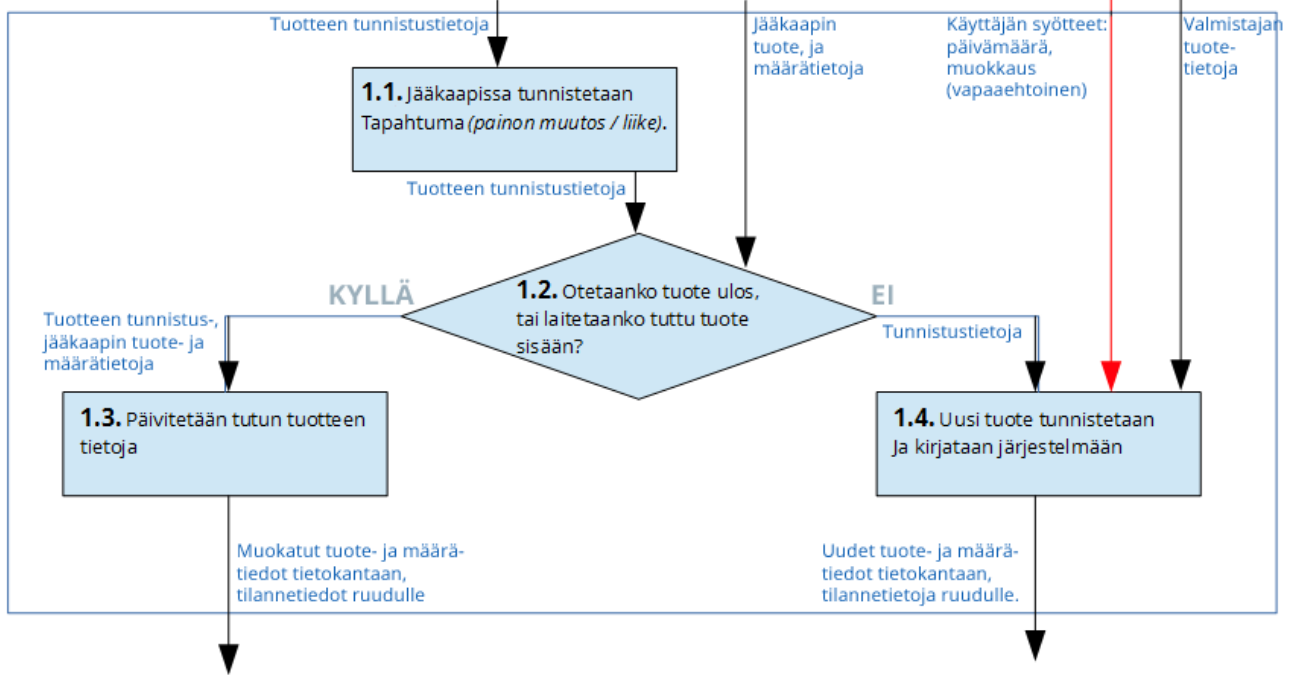 Tuotteen tunnistustietoja
Jääkaapin
tuote, ja
määrätietoja
Käyttäjän syötteet:
päivämäärä,
muokkaus
(vapaaehtoinen)
Valmistajan
tuote-
tietoja
1.1. Jääkaapissa tunnistetaan
Tapahtuma (painon muutos / liike).
Tuotteen tunnistustietoja
1.2. Otetaanko tuote ulos,
tai laitetaanko tuttu tuote
sisään?
KYLLÄ
EI
Tuotteen tunnistus-,
jääkaapin tuote- ja
määrätietoja
Tunnistustietoja
1.3. Päivitetään tutun tuotteen
tietoja
1.4. Uusi tuote tunnistetaan
Ja kirjataan järjestelmään
Muokatut tuote- ja määrä-
tiedot tietokantaan,
tilannetiedot ruudulle
Uudet tuote- ja määrä-
tiedot tietokantaan,
tilannetietoja ruudulle.